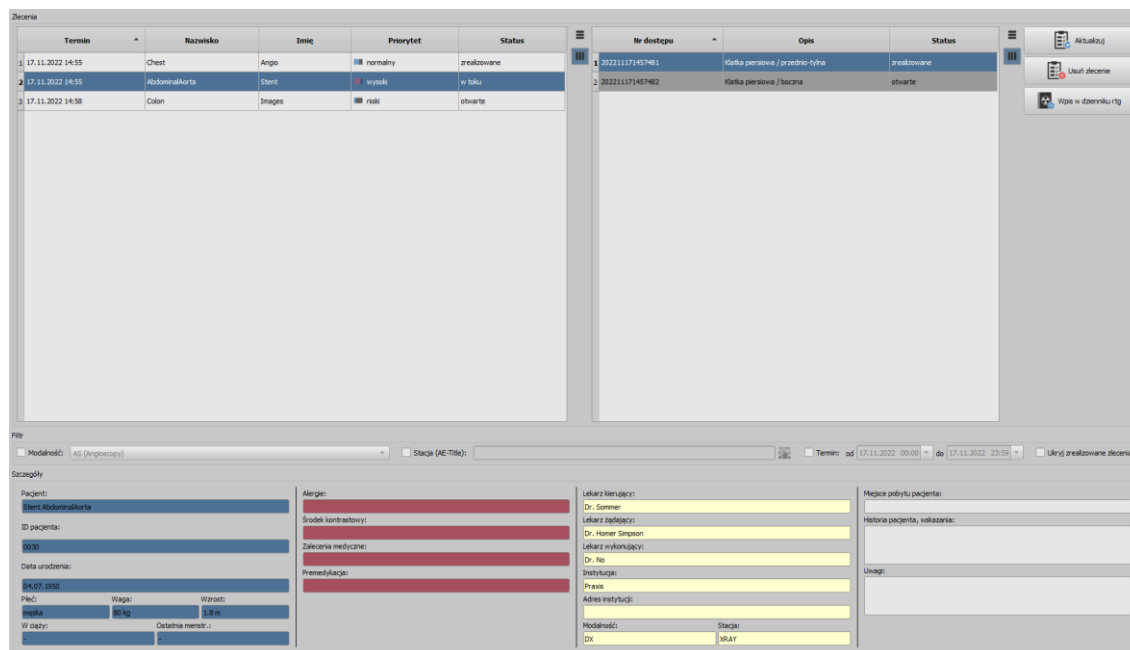 Zlecenia
Termin Nazwisko Imię Priorytet Status
1 17.11.2022 14:55 Chest Angio normalny zrealizowane
2 17.11.2022 14:55 AbdominalAorta Stent wysoki w toku
3 17.11.2022 14:58 Colon Images niski otwarte
Nr dostępu Opis Status
1 202211171457481 Klatka piersiowa / przednio-tylna zrealizowane
2 202211171457482 Klatka piersiowa / boczna otwarte
Aktualizuj
Usuń zlecenie
Wpis w dzienniku rtg
Filtr
Modalność: AS (Angioscopy) Stacja (AE-Title): Termin: od 17.11.2022 00:00 do 17.11.2022 23:59 Ukryj zrealizowane zlecenia
Szczegóły
Pacjent:
Stent AbdominalAorta
ID pacjenta:
0030
Data urodzenia:
04.07.1950
Płeć: Waga: Wzrost:
męska 80 kg 1.8 m
W ciąży: Ostatnia menstr.:
- -
Alergie:
Środek kontrastowy:
Zalecenia medyczne:
Premedykacja:
Lekarz kierujący:
Dr. Sommer
Lekarz żądający:
Dr. Homer Simpson
Lekarz wykonujący:
Dr. No
Instytucja:
Praxis
Adres instytucji:
Modalność: Stacja:
DX XRAY
Miejsce pobytu pacjenta:
Historia pacjenta, wskazania:
Uwagi: